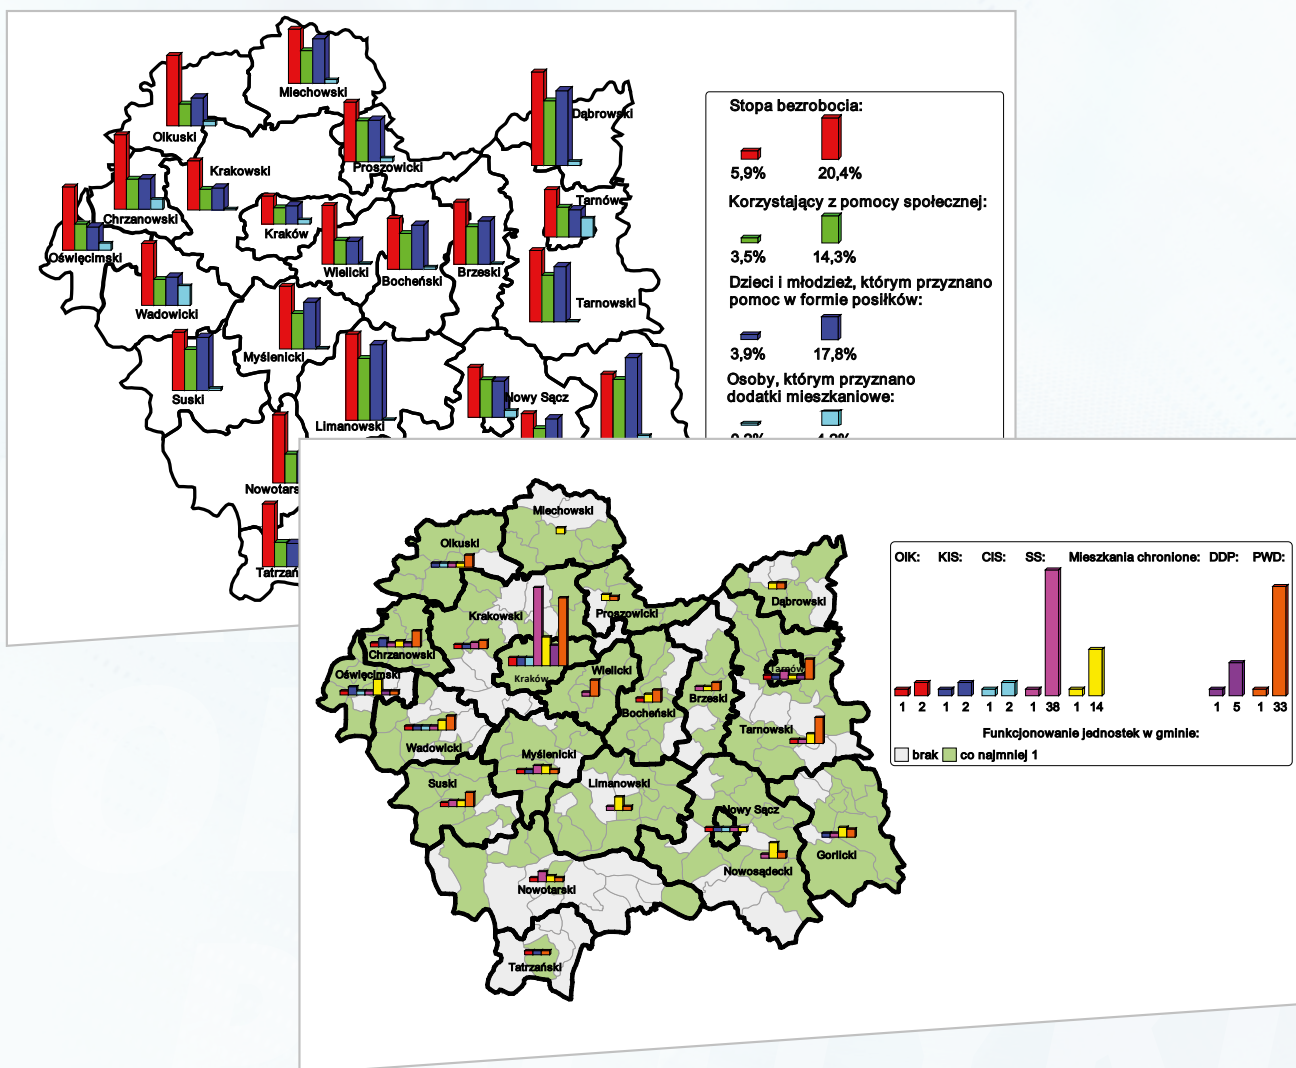 Miechowski
Olkuski
Dąbrowski
Proszowicki
Krakowski
Chrzanowski
Tarnów
Kraków
Oświęcimski
Wielicki
Bocheński
Brzeski
Wadowicki
Tarnowski
Myślenicki
Suski
Nowy Sącz
Limanowski
Nowotars
Tatrzań
Stopa bezrobocia:
5,9% 20,4%
Korzystający z pomocy społecznej:
3,5% 14,3%
Dzieci i młodzież, którym przyznano
pomoc w formie posiłków:
3,9% 17,8%
Osoby, którym przyznano
dodatki mieszkaniowe:
Miechowski
Olkuski
Dąbrowski
Krakowski
Proszowicki
Chrzanowski
Oświęcimski
Kraków
Wielicki
Tarnów
Bocheński
Brzeski
Tarnowski
Wadowicki
Myślenicki
Suski
Limanowski
Nowy Sącz
Gorlicki
Nowosądecki
Nowotarski
Tatrzański
OIK: KIS: CIS: SS: Mieszkania chronione: DDP: PWD:
1 2 1 2 1 2 1 38 1 14 1 5 1 33
Funkcjonowanie jednostek w gminie:
brak co najmniej 1